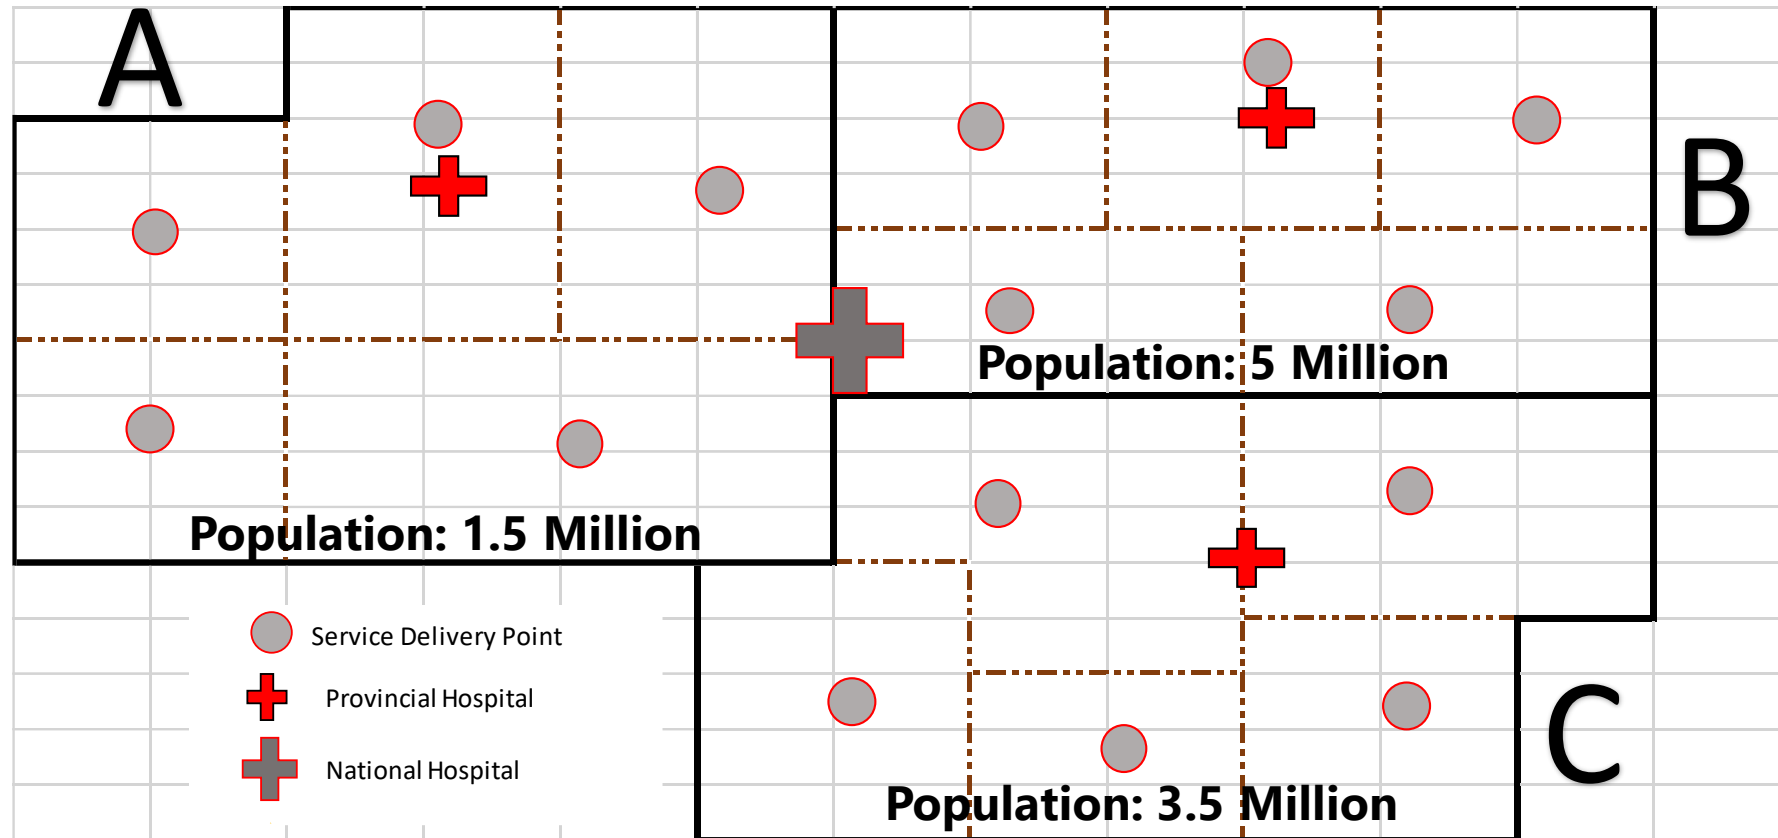 A
B
Population: 5 Million
Population: 1.5 Million
Service Delivery Point
Provincial Hospital
National Hospital
C
Population: 3.5 Million